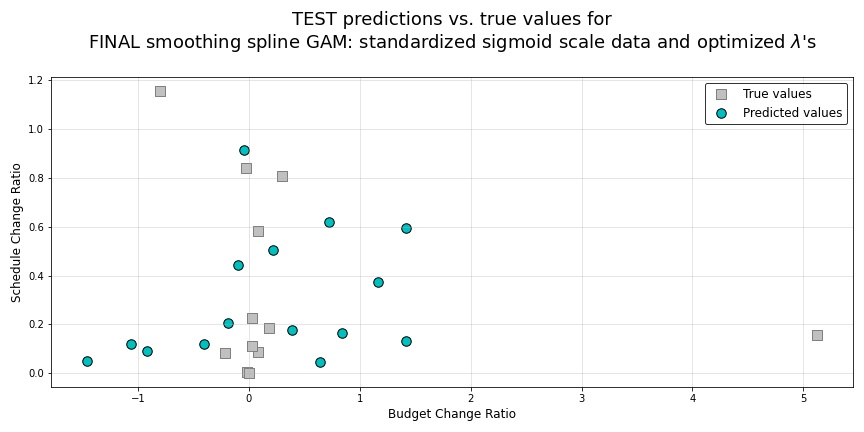 TEST predictions vs. true values for
FINAL smoothing spline GAM: standardized sigmoid scale data and optimized λ's
1.2
1.0
0.8
0.6
0.4
0.2
0.0
Schedule Change Ratio
True values
Predicted values
−1
0
1
2
3
4
5
Budget Change Ratio